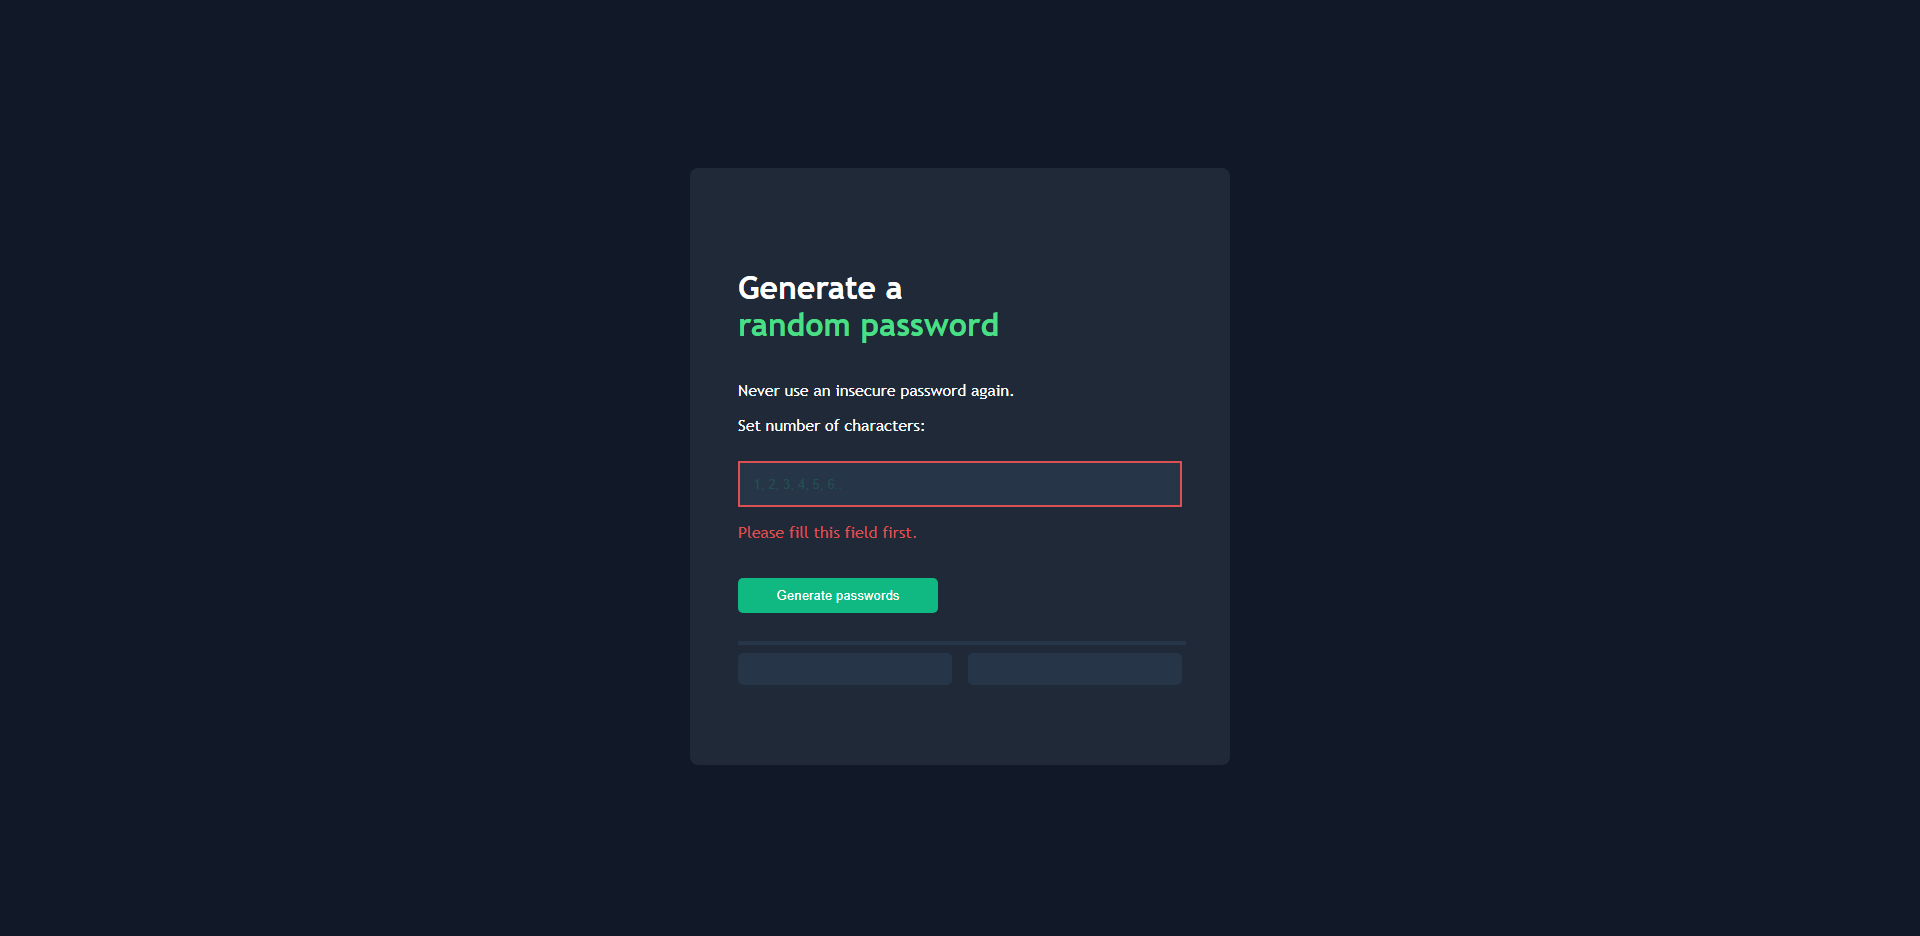 Generate a
random password
Never use an insecure password again.
Set number of characters:
1, 2, 3, 4, 5, 6..
Please fill this field first.
Generate passwords